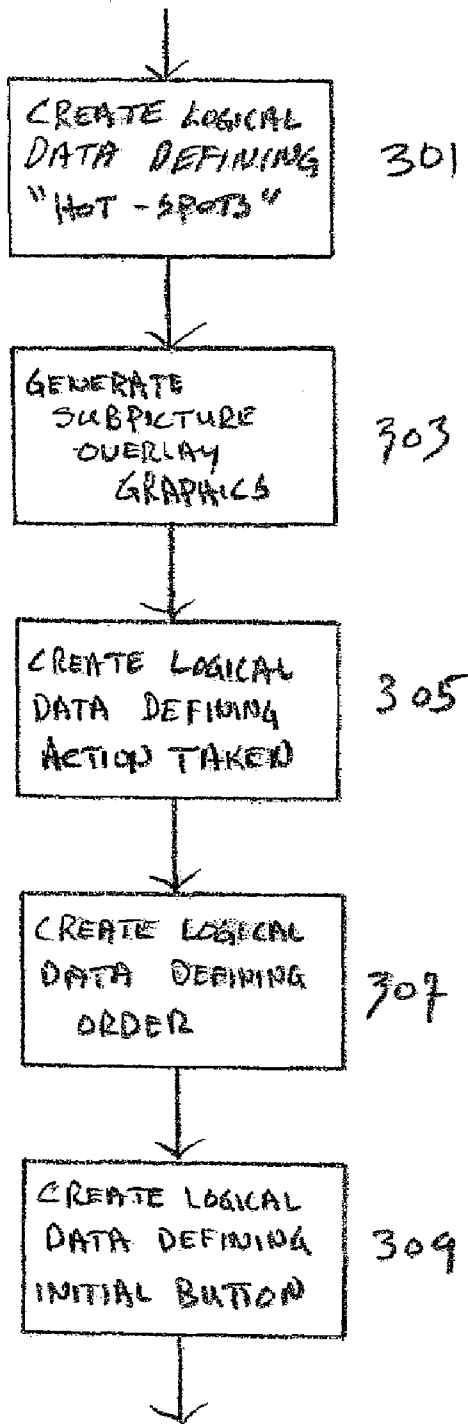 CREATE LOGICAL
DATA DEFINING
"HOT-SPOTS"
301
GENERATE
SUBPICTURE
OVERLAY
GRAPHICS
303
CREATE LOGICAL
DATA DEFINING
ACTION TAKEN
305
CREATE LOGICAL
DATA DEFINING
ORDER
307
CREATE LOGICAL
DATA DEFINING
INITIAL BUTTON
309